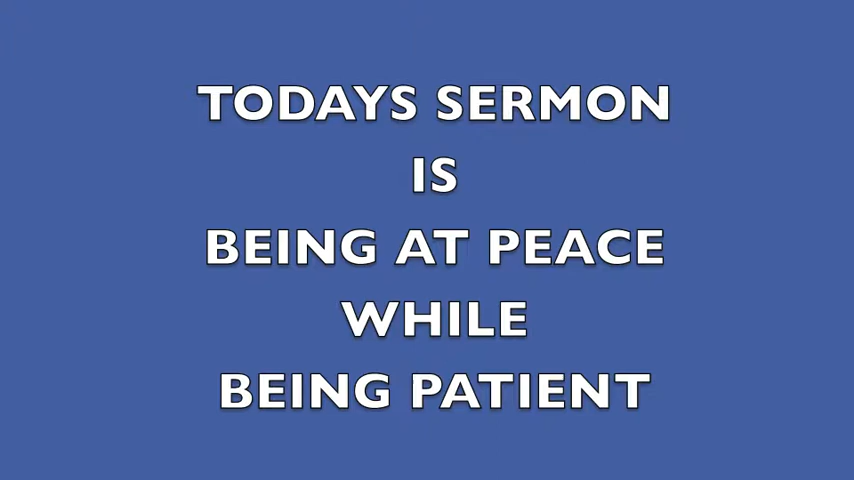 TODAYS SERMON
IS
BEING AT PEACE
WHILE
BEING PATIENT